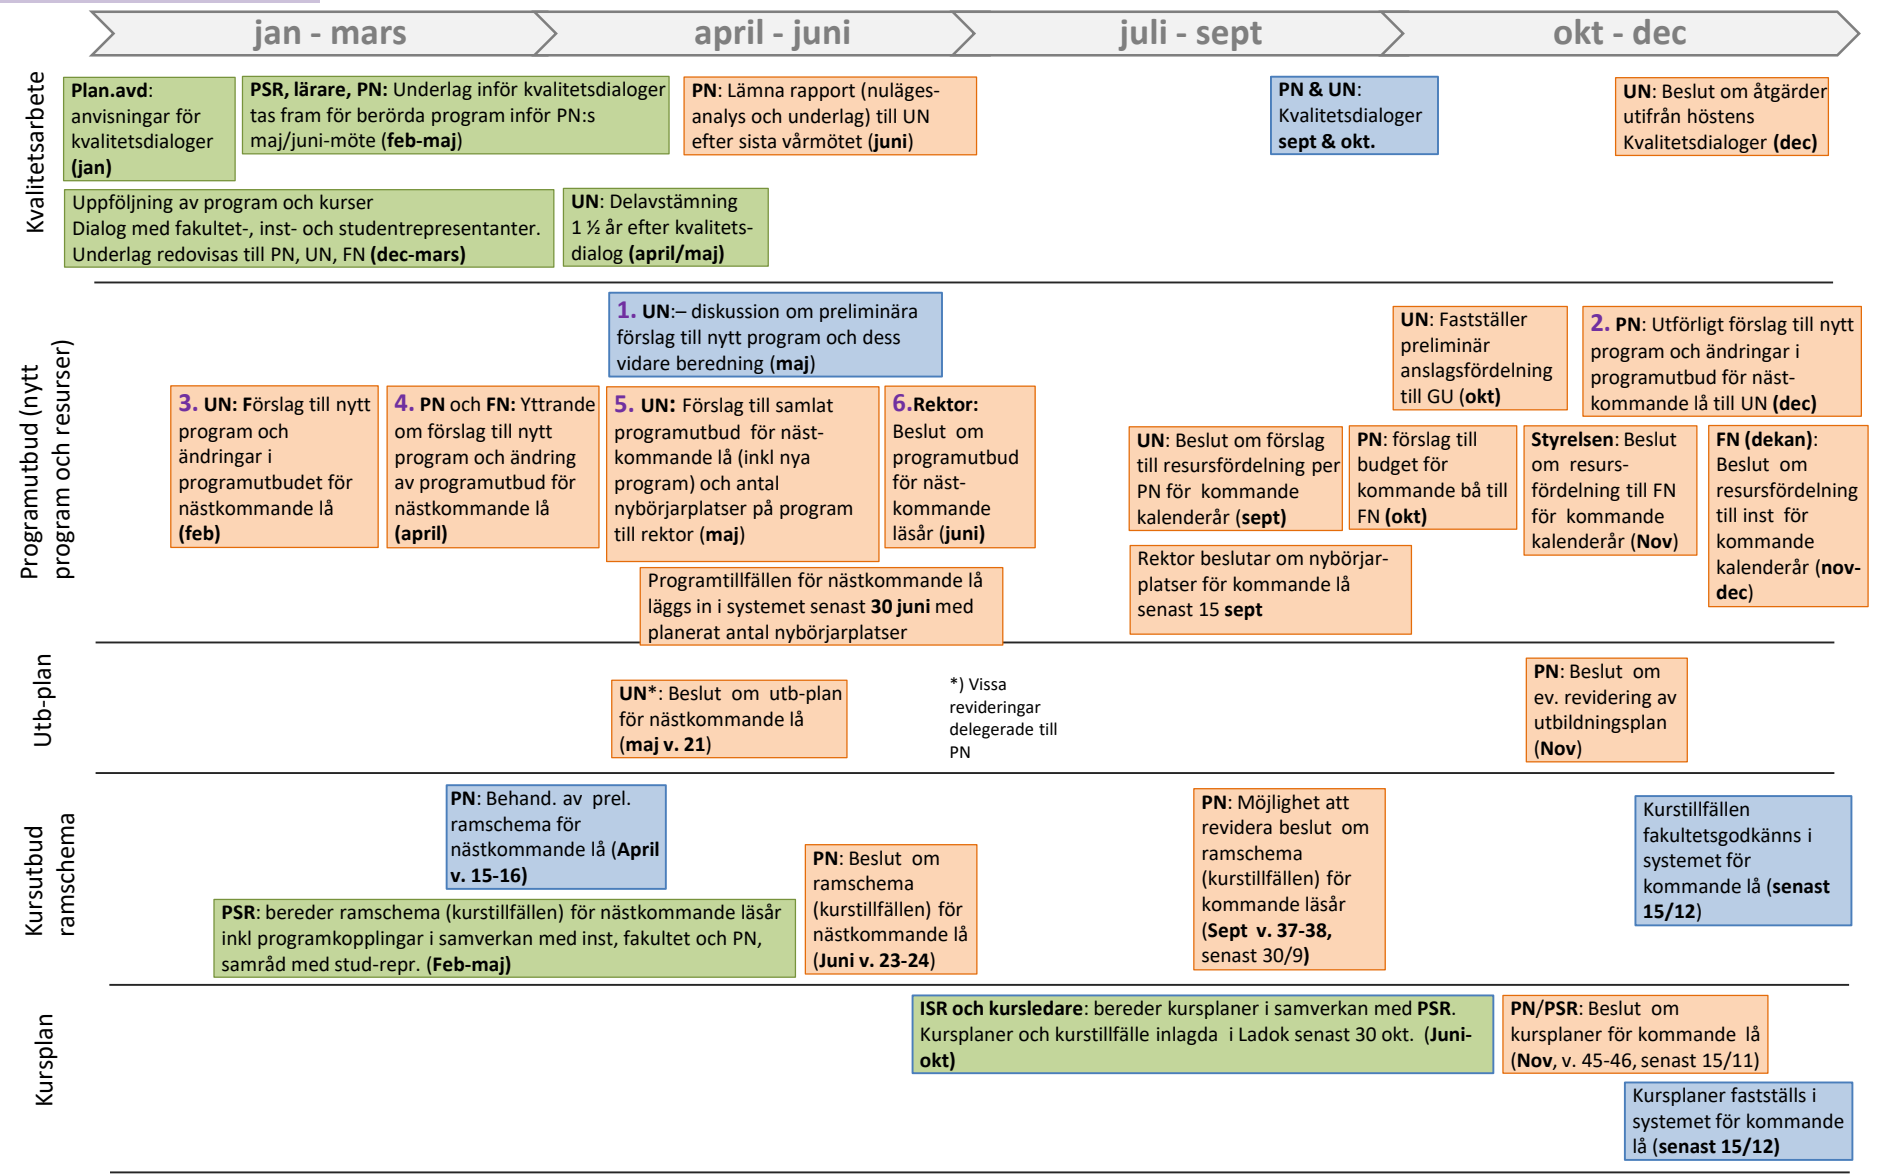 jan - mars
april - juni
juli - sept
okt - dec
Kvalitetsarbete
Plan.avd:
anvisningar för
kvalitetsdialoger
(jan)
PSR, lärare, PN: Underlag inför kvalitetsdialoger
tas fram för berörda program inför PN:s
maj/juni-möte (feb-maj)
PN: Lämna rapport (nuläges-
analys och underlag) till UN
efter sista vårmötet (juni)
PN & UN:
Kvalitetsdialoger
sept & okt.
UN: Beslut om åtgärder
utifrån höstens
Kvalitetsdialoger (dec)
Uppföljning av program och kurser
Dialog med fakultet-, inst- och studentrepresentanter.
Underlag redovisas till PN, UN, FN (dec-mars)
UN: Delavstämning
1 ½ år efter kvalitets-
dialog (april/maj)
Programutbud (nytt
program och resurser)
1. UN:– diskussion om preliminära
förslag till nytt program och dess
vidare beredning (maj)
UN: Fastställer
preliminär
anslagsfördelning
till GU (okt)
2. PN: Utförligt förslag till nytt
program och ändringar i
programutbud för näst-
kommande lå till UN (dec)
3. UN: Förslag till nytt
program och
ändringar i
programutbudet för
nästkommande lå
(feb)
4. PN och FN: Yttrande
om förslag till nytt
program och ändring
av programutbud för
nästkommande lå
(april)
5. UN: Förslag till samlat
programutbud för näst-
kommande lå (inkl nya
program) och antal
nybörjarplatser på program
till rektor (maj)
6.Rektor:
Beslut om
programutbud
för näst-
kommande
läsår (juni)
UN: Beslut om förslag
till resursfördelning per
PN för kommande
kalenderår (sept)
PN: förslag till
budget för
kommande bå till
FN (okt)
Styrelsen: Beslut
om resurs-
fördelning till FN
för kommande
kalenderår (Nov)
FN (dekan):
Beslut om
resursfördelning
till inst för
kommande
kalenderår (nov-
dec)
Programtillfällen för nästkommande lå
läggs in i systemet senast 30 juni med
planerat antal nybörjarplatser
Rektor beslutar om nybörjar-
platser för kommande lå
senast 15 sept
Utb-plan
UN*: Beslut om utb-plan
för nästkommande lå
(maj v. 21)
*) Vissa
revideringar
delegerade till
PN
PN: Beslut om
ev. revidering av
utbildningsplan
(Nov)
Kursutbud
ramschema
PN: Behand. av prel.
ramschema för
nästkommande lå (April
v. 15-16)
PSR: bereder ramschema (kurstillfällen) för nästkommande läsår
inkl programkopplingar i samverkan med inst, fakultet och PN,
samråd med stud-repr. (Feb-maj)
PN: Beslut om
ramschema
(kurstillfällen) för
nästkommande lå
(Juni v. 23-24)
PN: Möjlighet att
revidera beslut om
ramschema
(kurstillfällen) för
kommande läsår
(Sept v. 37-38,
senast 30/9)
Kurstillfällen
fakultetsgodkänns i
systemet för
kommande lå (senast
15/12)
Kursplan
ISR och kursledare: bereder kursplaner i samverkan med PSR.
Kursplaner och kurstillfälle inlagda i Ladok senast 30 okt. (Juni-
okt)
PN/PSR: Beslut om
kursplaner för kommande lå
(Nov, v. 45-46, senast 15/11)
Kursplaner fastställs i
systemet för kommande
lå (senast 15/12)